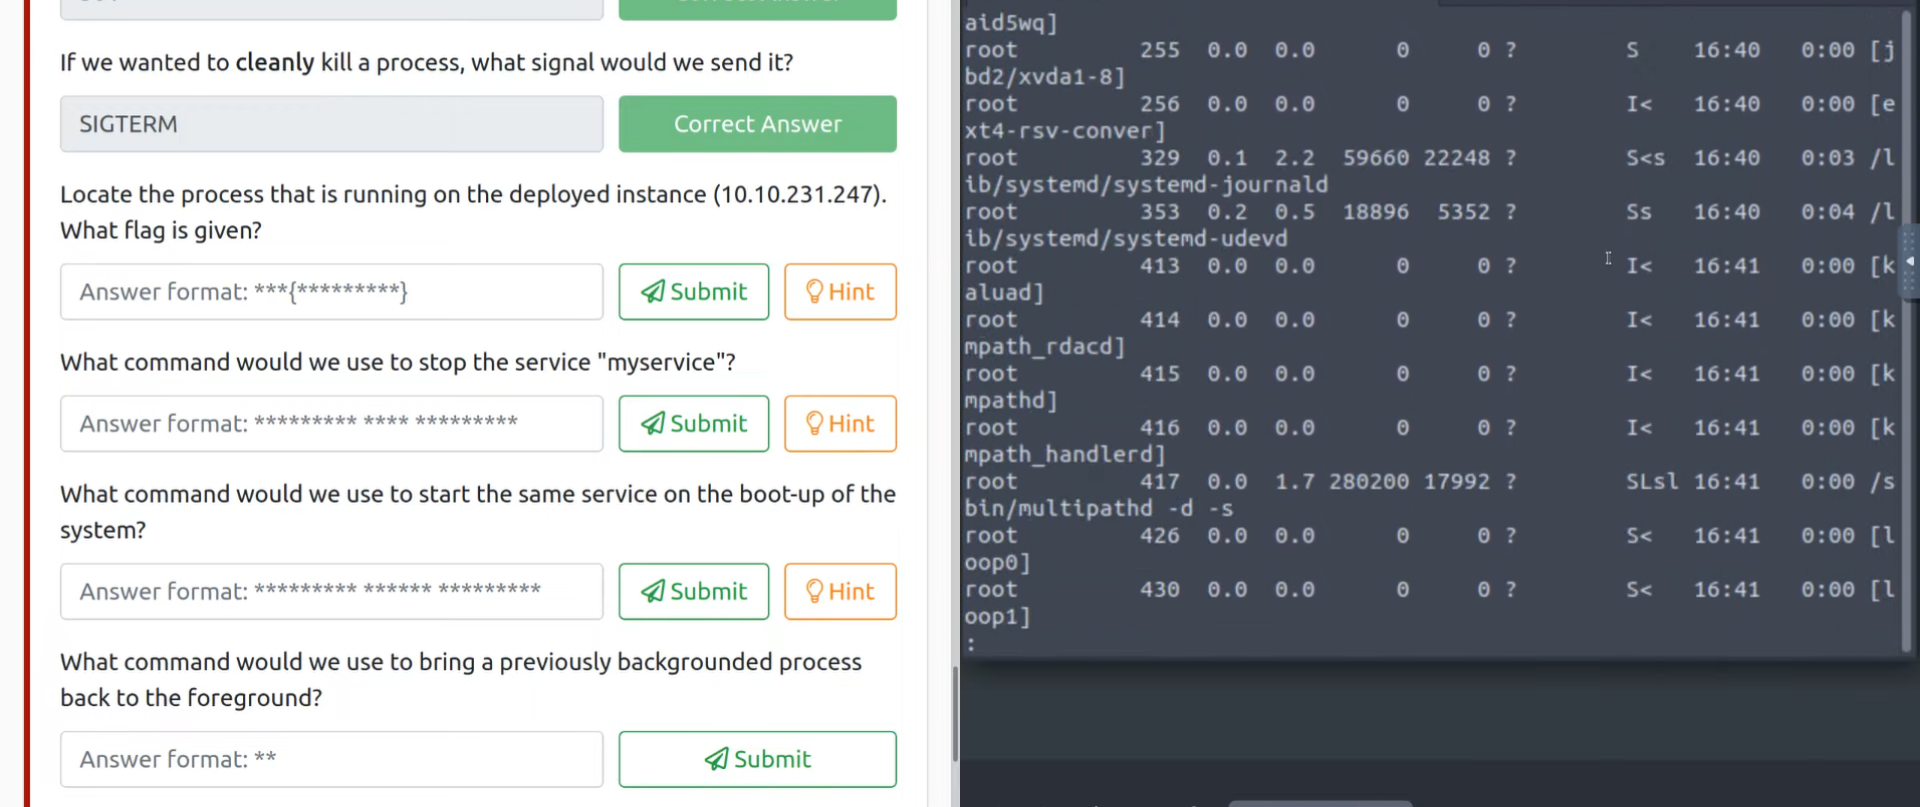 If we wanted to cleanly kill a process, what signal would we send it?
SIGTERM
Correct Answer
Locate the process that is running on the deployed instance (10.10.231.247).
What flag is given?
Answer format: ***{*********}
Submit
Hint
What command would we use to stop the service "myservice"?
Answer format: ********* **** *********
Submit
Hint
What command would we use to start the same service on the boot-up of the
system?
Answer format: ********* ****** *********
Submit
Hint
What command would we use to bring a previously backgrounded process
back to the foreground?
Answer format: **
Submit
aid5wq]
root 255 0.0 0.0 0 0 ? S 16:40 0:00 [j
bd2/xvda1-8]
root 256 0.0 0.0 0 0 ? I< 16:40 0:00 [e
xt4-rsv-conver]
root 329 0.1 2.2 59660 22248 ? S<s 16:40 0:03 /l
ib/systemd/systemd-journald
root 353 0.2 0.5 18896 5352 ? Ss 16:40 0:04 /l
ib/systemd/systemd-udevd
root 413 0.0 0.0 0 0 ? I< 16:41 0:00 [k
aluad]
root 414 0.0 0.0 0 0 ? I< 16:41 0:00 [k
mpath_rdacd]
root 415 0.0 0.0 0 0 ? I< 16:41 0:00 [k
mpathd]
root 416 0.0 0.0 0 0 ? I< 16:41 0:00 [k
mpath_handlerd]
root 417 0.0 1.7 280200 17992 ? SLsl 16:41 0:00 /s
bin/multipathd -d -s
root 426 0.0 0.0 0 0 ? S< 16:41 0:00 [l
oop0]
root 430 0.0 0.0 0 0 ? S< 16:41 0:00 [l
oop1]
: